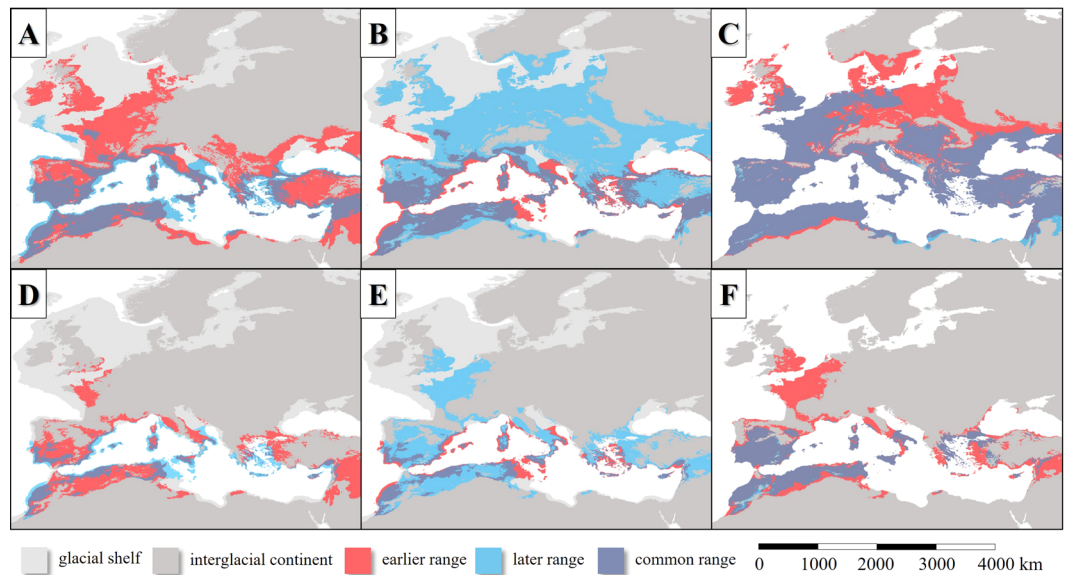 A B C
D E F
glacial shelf interglacial continent earlier range later range common range
0 1000 2000 3000 4000 km